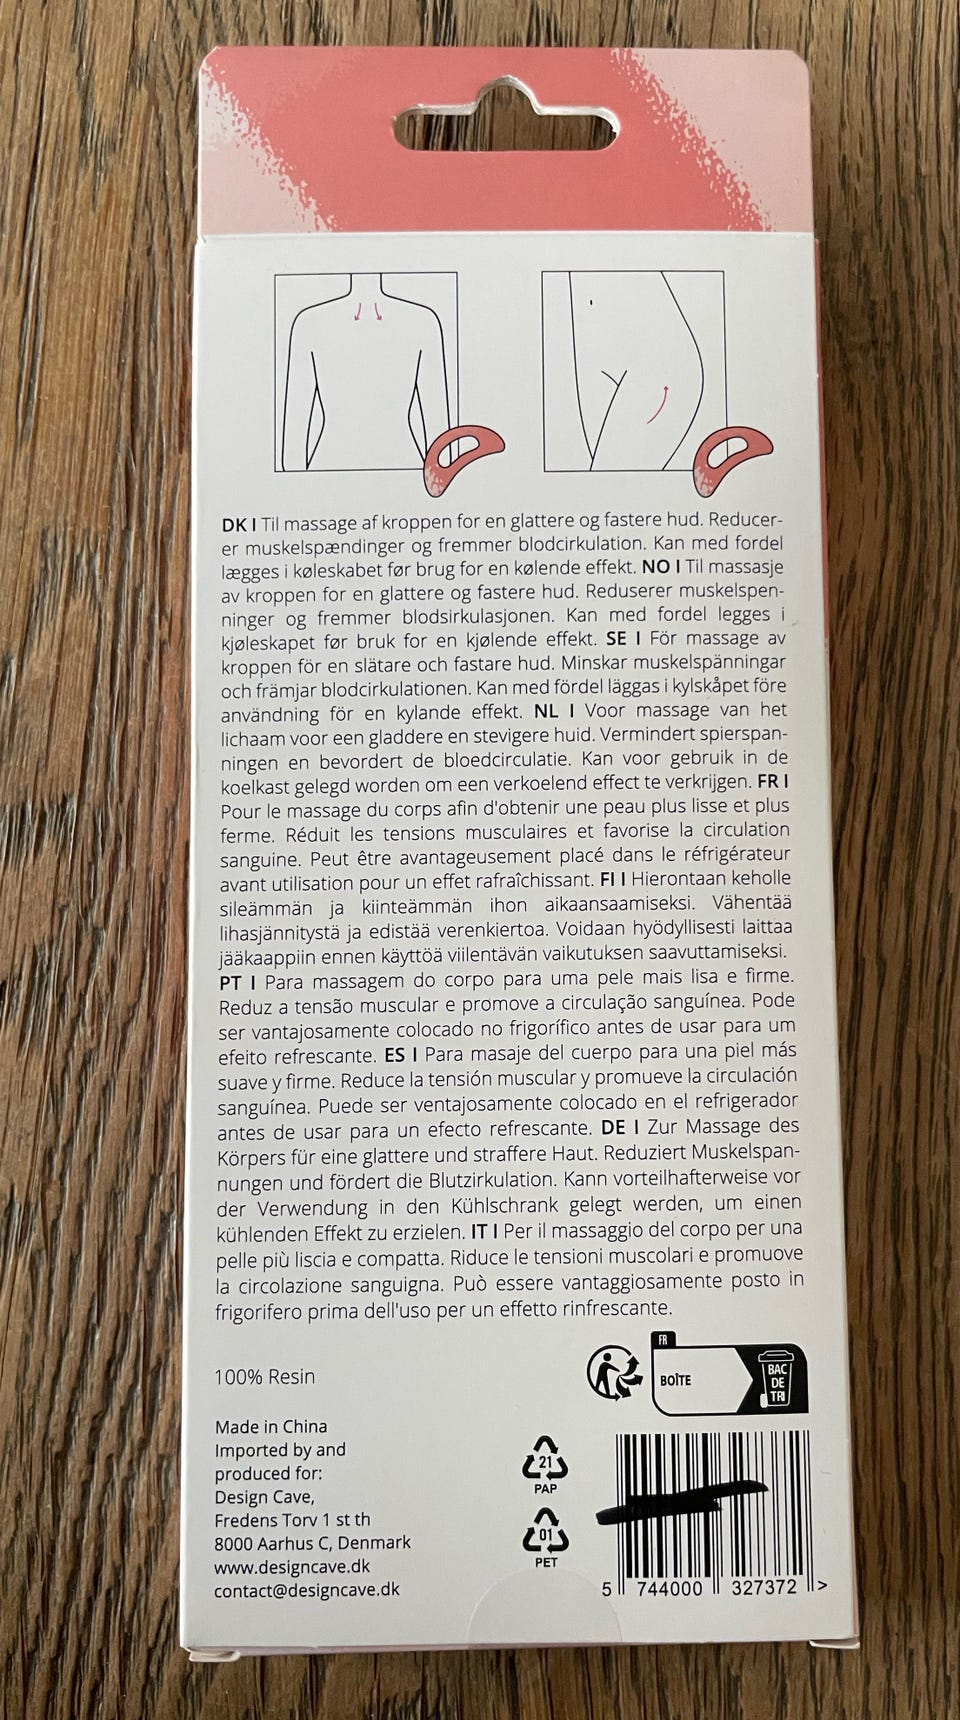 DK I Til massage af kroppen for en glattere og fastere hud. Reducer-
er muskelspændinger og fremmer blodcirkulation. Kan med fordel
lægges i køleskabet før brug for en kølende effekt. NO I Til massasje
av kroppen for en glattere og fastere hud. Reduserer muskelspen-
ninger og fremmer blodsirkulasjonen. Kan med fordel legges i
kjøleskapet før bruk for en kjølende effekt. SE I För massage av
kroppen för en slätare och fastare hud. Minskar muskelspänningar
och främjar blodcirkulationen. Kan med fördel läggas i kylskåpet före
användning för en kylande effekt. NL I Voor massage van het
lichaam voor een gladdere en stevigere huid. Vermindert spierspan-
ningen en bevordert de bloedcirculatie. Kan voor gebruik in de
koelkast gelegd worden om een verkoelend effect te verkrijgen. FR I
Pour le massage du corps afin d'obtenir une peau plus lisse et plus
ferme. Réduit les tensions musculaires et favorise la circulation
sanguine. Peut être avantageusement placé dans le réfrigérateur
avant utilisation pour un effet rafraîchissant. FI I Hierontaan keholle
sileämmän ja kiinteämmän ihon aikaansaamiseksi. Vähentää
lihasjännitystä ja edistää verenkiertoa. Voidaan hyödyllisesti laittaa
jääkaappiin ennen käyttöä viilentävän vaikutuksen saavuttamiseksi.
PT I Para massagem do corpo para uma pele mais lisa e firme.
Reduz a tensão muscular e promove a circulação sanguínea. Pode
ser vantajosamente colocado no frigorífico antes de usar para um
efeito refrescante. ES I Para masaje del cuerpo para una piel más
suave y firme. Reduce la tensión muscular y promueve la circulación
sanguínea. Puede ser ventajosamente colocado en el refrigerador
antes de usar para un efecto refrescante. DE I Zur Massage des
Körpers für eine glattere und straffere Haut. Reduziert Muskelspan-
nungen und fördert die Blutzirkulation. Kann vorteilhafterweise vor
der Verwendung in den Kühlschrank gelegt werden, um einen
kühlenden Effekt zu erzielen. IT I Per il massaggio del corpo per una
pelle più liscia e compatta. Riduce le tensioni muscolari e promuove
la circolazione sanguigna. Può essere vantaggiosamente posto in
frigorifero prima dell'uso per un effetto rinfrescante.
100% Resin
FR
BOÎTE
BAC
DE
TRI
Made in China
Imported by and
produced for:
Design Cave,
Fredens Torv 1 st th
8000 Aarhus C, Denmark
www.designcave.dk
contact@designcave.dk
21
PAP
01
PET
5 744000 327372 >